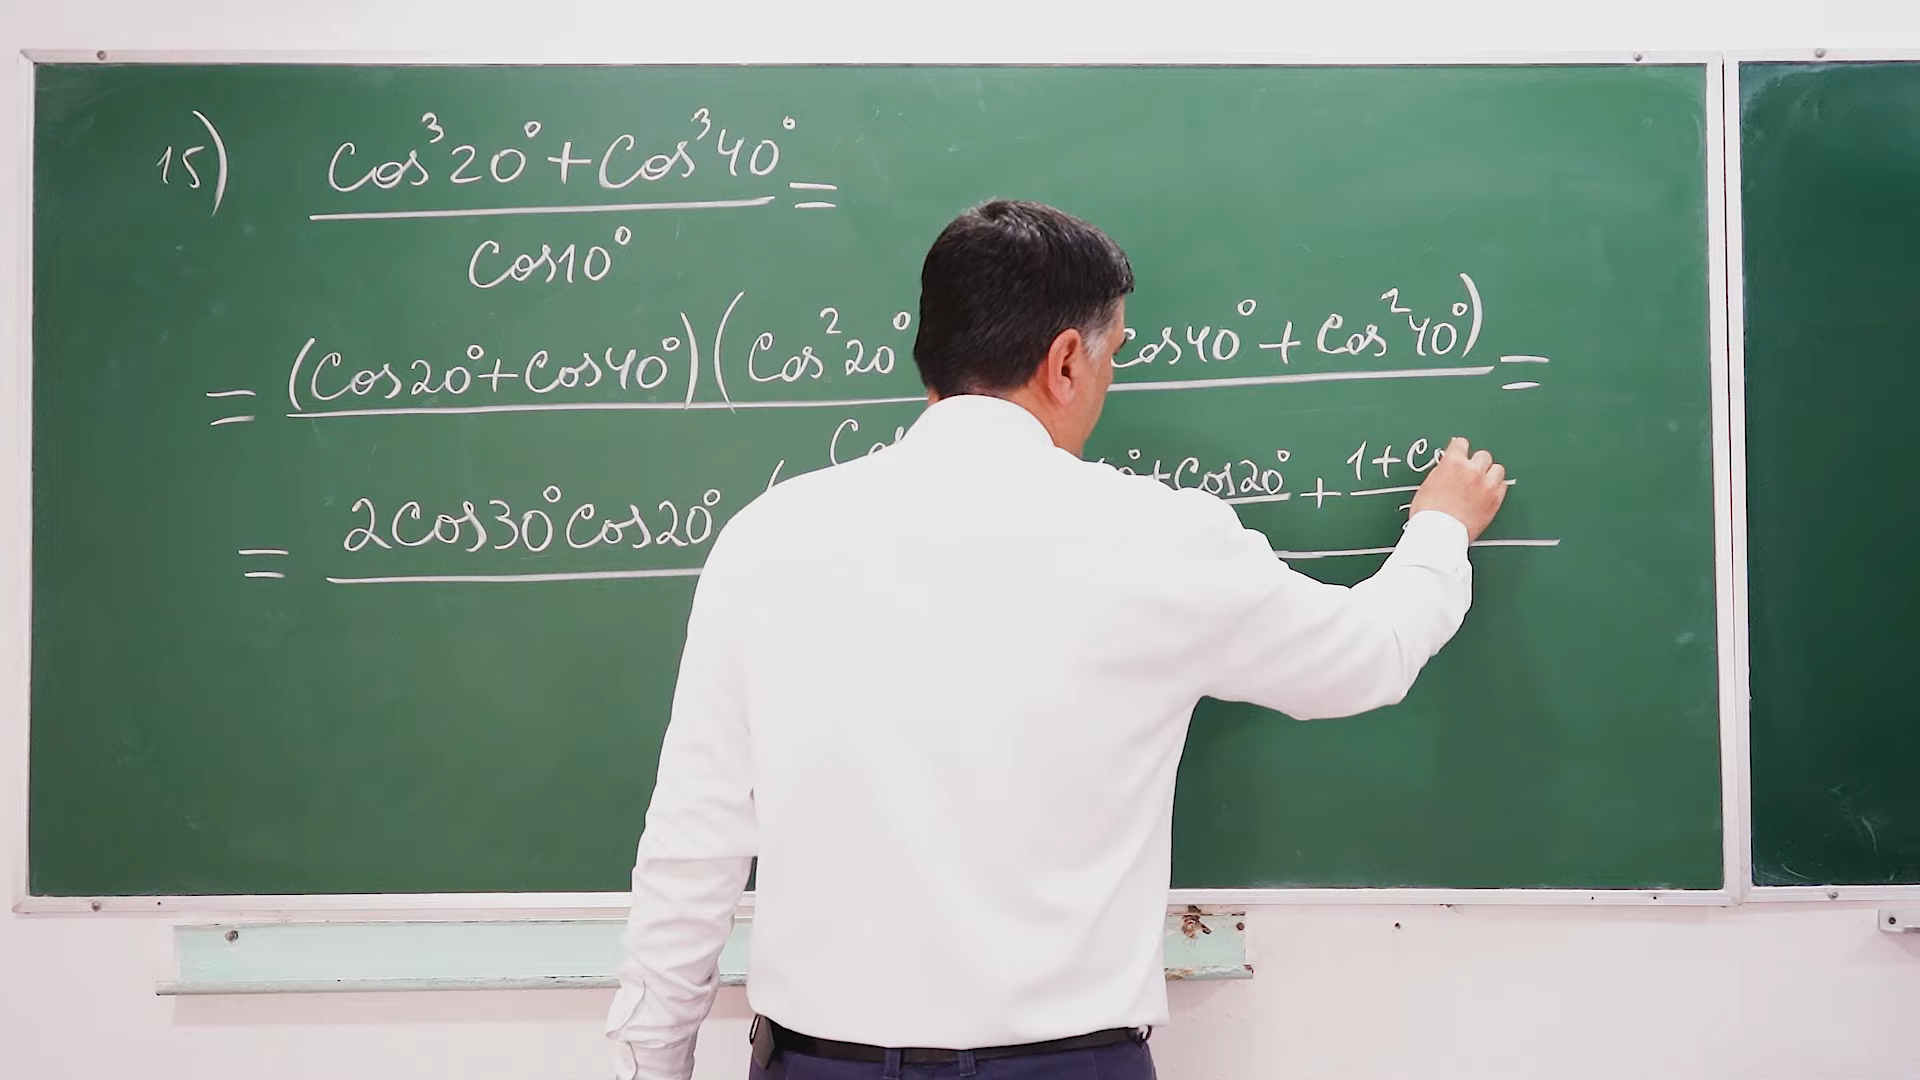 15) Cos³20° + Cos³40° / Cos10° =
= (Cos20° + Cos40°)(Cos²20° Cos40° + Cos²40°) =
= 2Cos30° Cos20° ( + Cos20° + 1 +